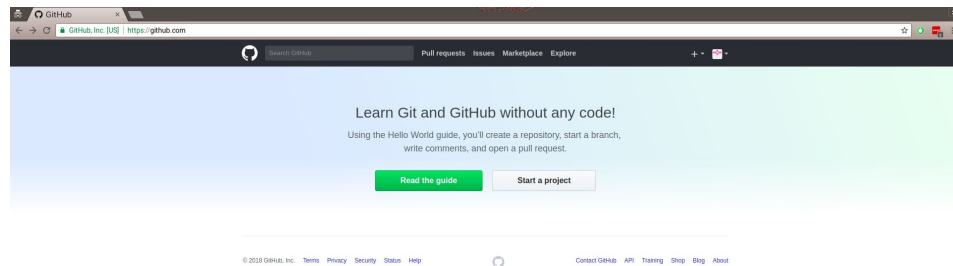 GitHub
GitHub, Inc. [US] | https://github.com
Search GitHub Pull requests Issues Marketplace Explore
Learn Git and GitHub without any code!
Using the Hello World guide, you'll create a repository, start a branch,
write comments, and open a pull request.
Read the guide Start a project
© 2018 GitHub, Inc. Terms Privacy Security Status Help Contact GitHub API Training Shop Blog About